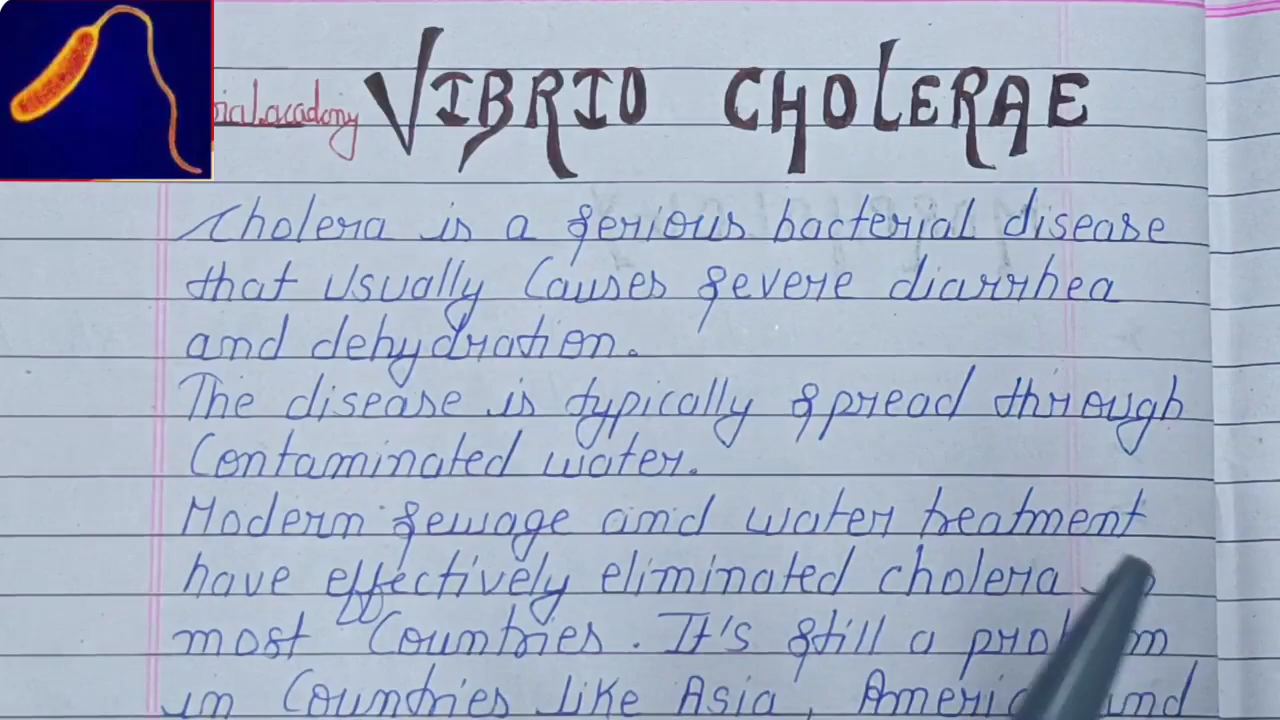 VIBRIO CHOLERAE
Cholera is a serious bacterial disease
that usually causes severe diarrhea
and dehydration.
The disease is typically spread through
Contaminated water.
Modern sewage and water treatment
have effectively eliminated cholera
most Countries. It's still a
in Countries like Asia,